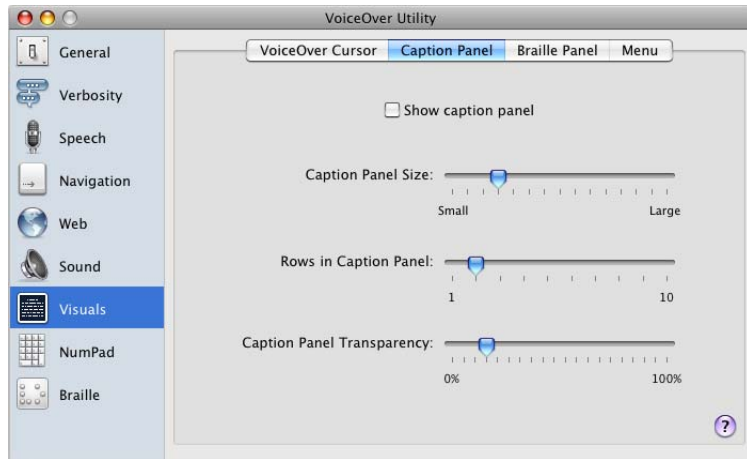 VoiceOver Utility
General
Verbosity
Speech
Navigation
Web
Sound
Visuals
NumPad
Braille
VoiceOver Cursor Caption Panel Braille Panel Menu
Show caption panel
Caption Panel Size:
Small Large
Rows in Caption Panel:
1 10
Caption Panel Transparency:
0% 100%
?